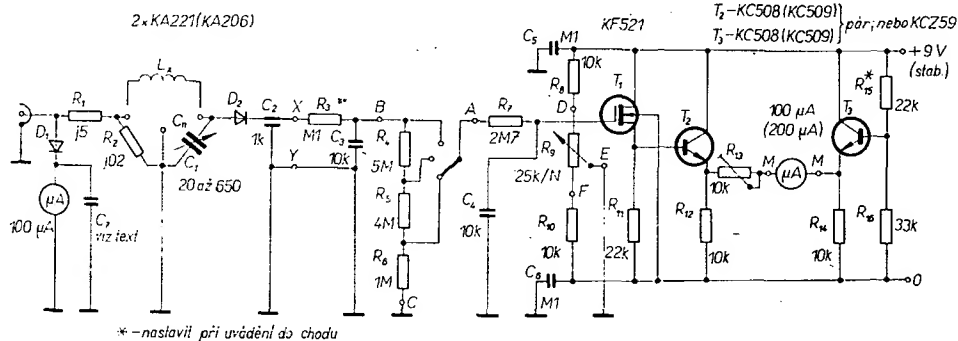 2×KA221 (KA206)
KF521
T₂-KC508 (KC509)
T₃-KC508 (KC509)
pár; nebo KCZ59
C₅
M1
10k
R₈
D
T₁
+9V
(stab.)
Lₓ
R₁
j5
D₁
R₂
j02
C₁
20 až 650
D₂
C₂
1k
X
R₃
M1
Y
C₃
10k
B
R₄
5M
R₅
4M
R₆
1M
C
A
R₇
2M7
C₄
10k
R₉
25k/N
E
F
R₁₀
10k
C₆
M1
R₁₁
22k
T₂
R₁₂
10k
R₁₃
10k
M
µA
M
100 µA
(200 µA)
T₃
R₁₅*
22k
R₁₄
10k
33k
0
µA
100 µA
C₇
viz text
*-nastavit při uvádění do chodu